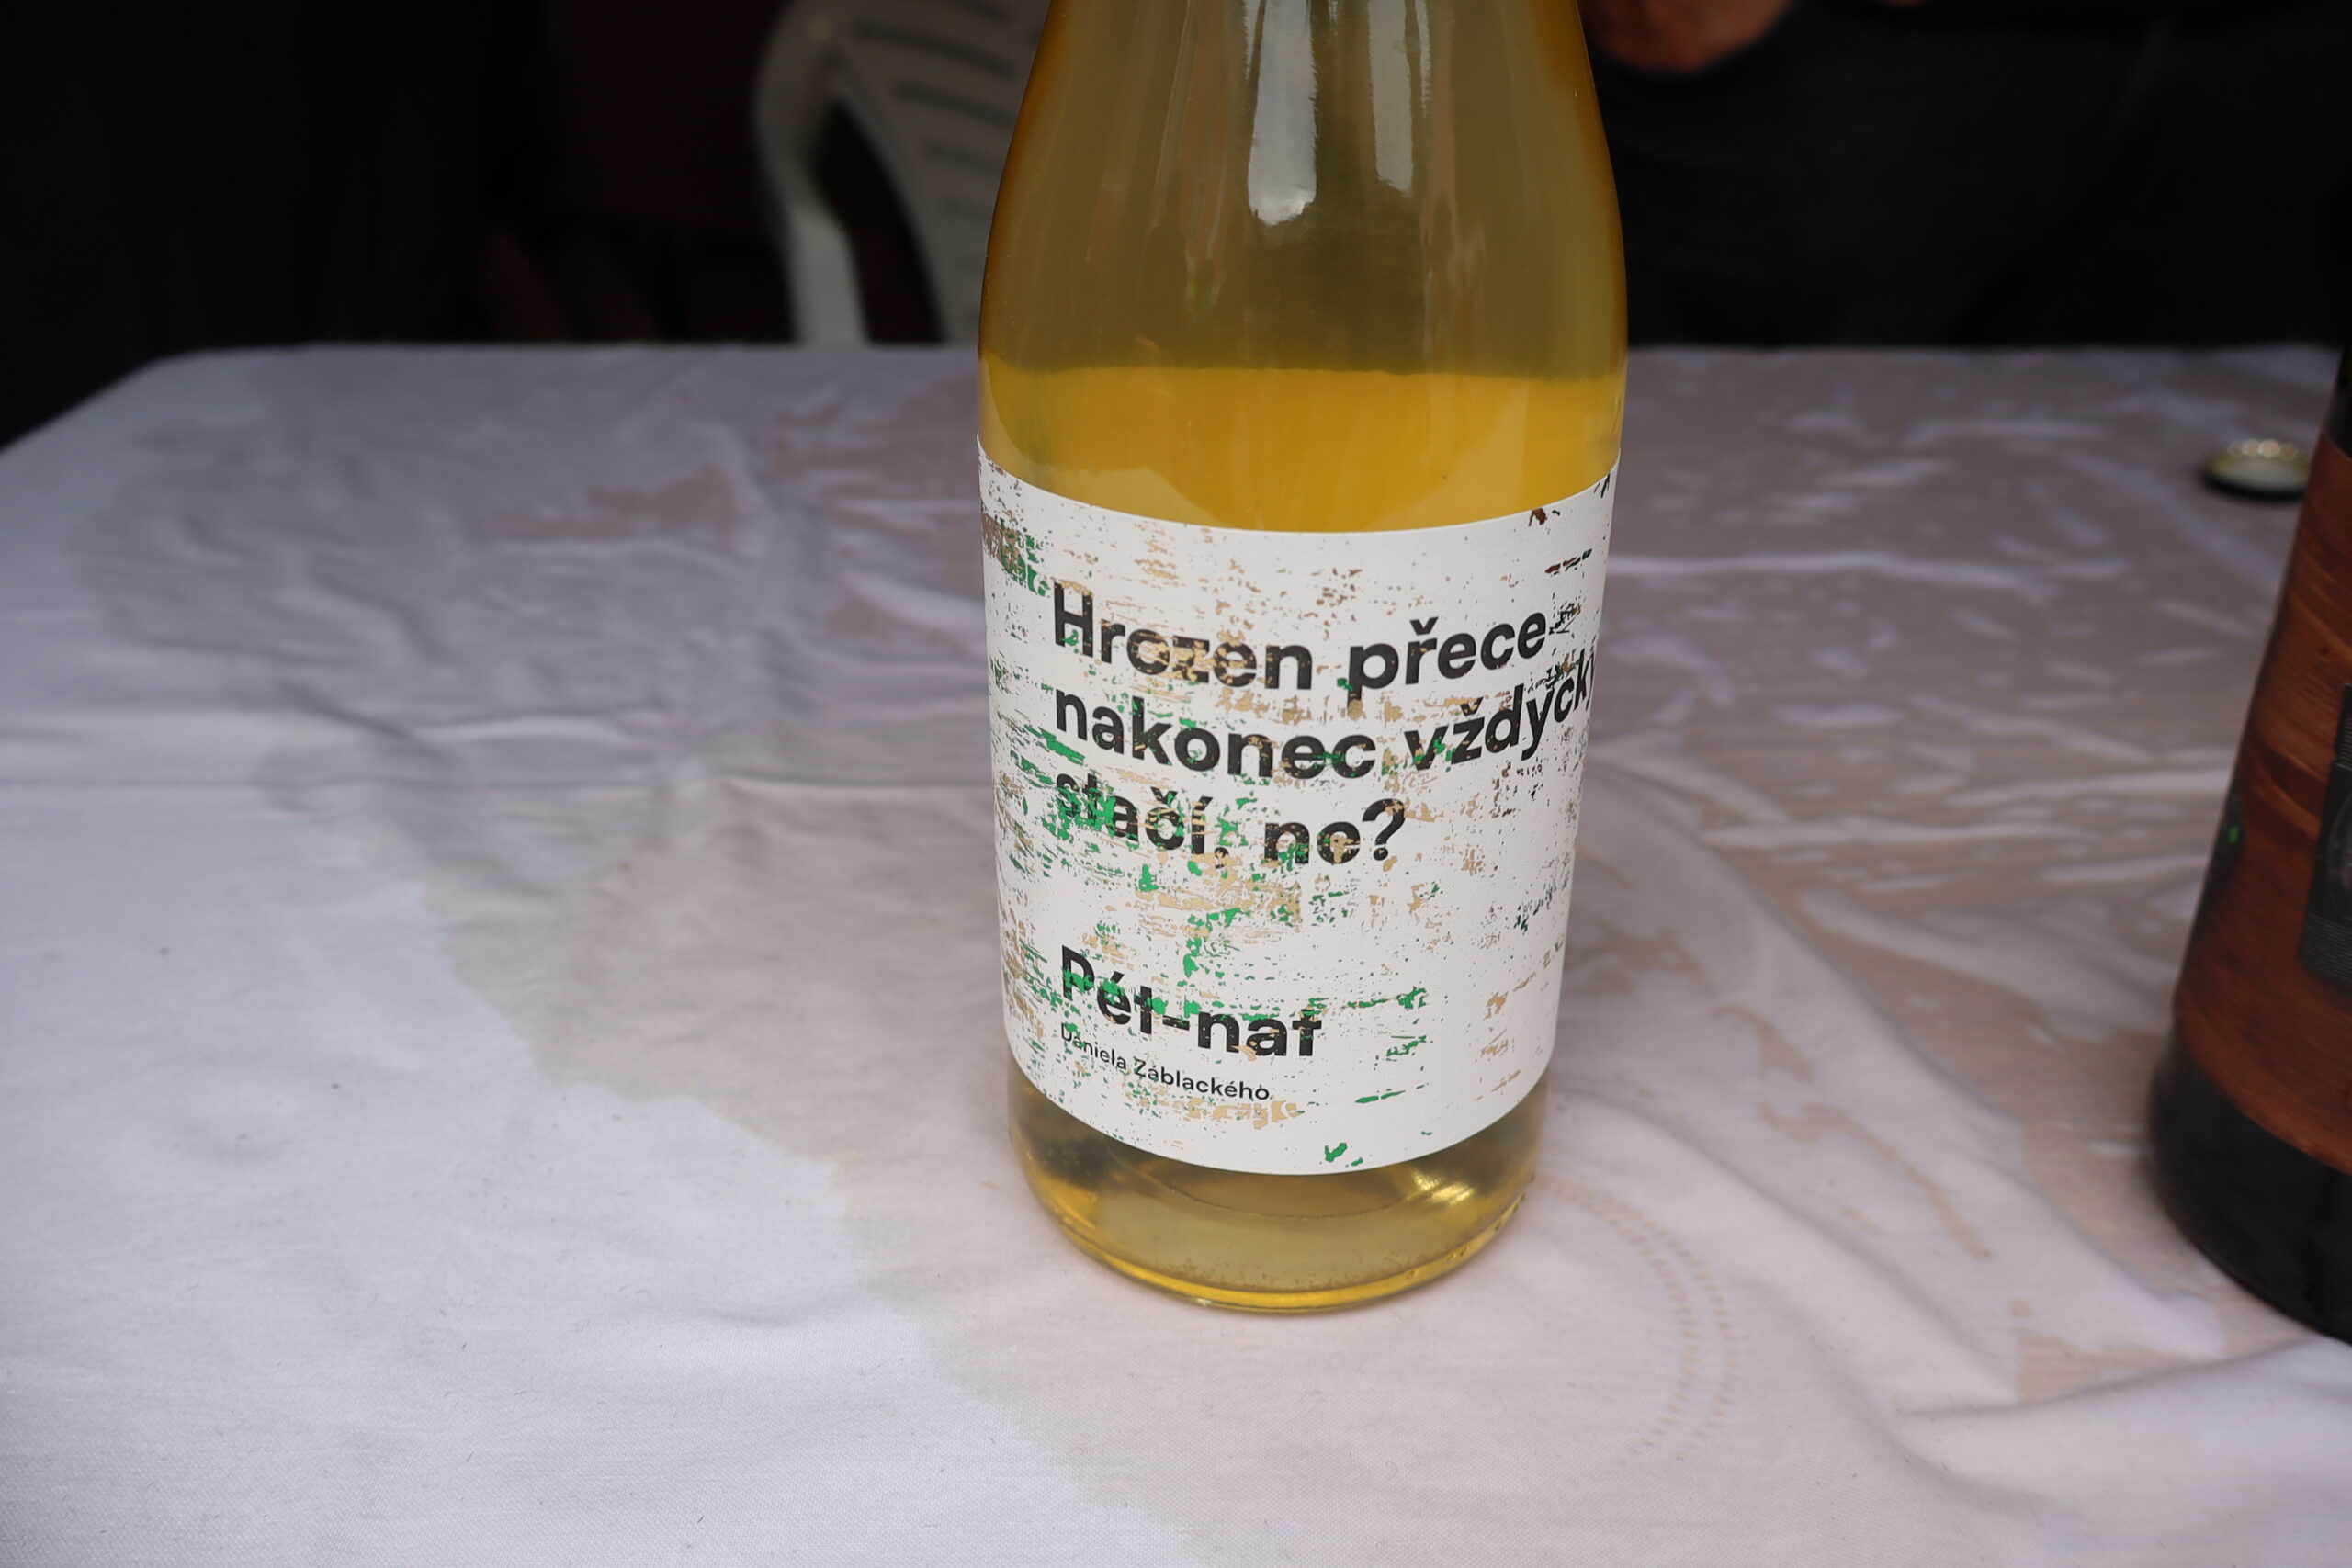 Hrozen přece
nakonec vždycky
stačí, ne?
Pét-nat
Daniela Záblackého